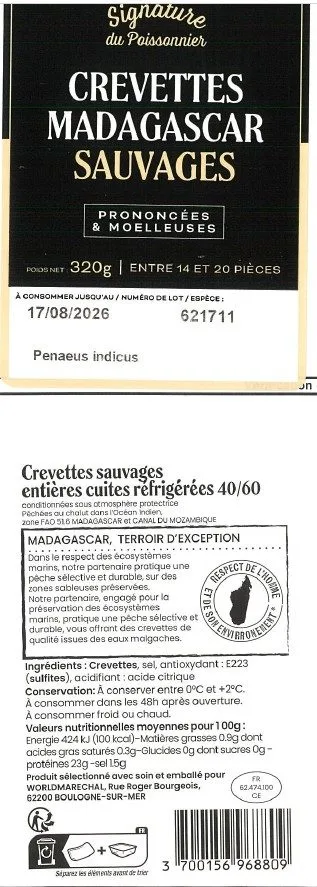 Signature
du Poissonnier
CREVETTES
MADAGASCAR
SAUVAGES
PRONONCÉES
& MOELLEUSES
POIDS NET : 320g | ENTRE 14 ET 20 PIÈCES
À CONSOMMER JUSQU'AU / NUMÉRO DE LOT / ESPÈCE :
17/08/2026 621711
Penaeus indicus
Crevettes sauvages
entières cuites réfrigérées 40/60
conditionnées sous atmosphère protectrice
Pêchées au chalut dans l'Océan Indien,
zone FAO 51.6 MADAGASCAR et CANAL DU MOZAMBIQUE
MADAGASCAR, TERROIR D'EXCEPTION
Dans le respect des écosystèmes
marins, notre partenaire pratique une
pêche sélective et durable, sur des
zones sableuses préservées.
Notre partenaire, engagé pour la
préservation des écosystèmes
marins, pratique une pêche sélective et
durable, vous offrant des crevettes de
qualité issues des eaux malgaches.
RESPECT DE L'HOMME
ET DE SON ENVIRONNEMENT*
Ingrédients : Crevettes, sel, antioxydant : E223
(sulfites), acidifiant : acide citrique
Conservation: À conserver entre 0°C et +2°C.
À consommer dans les 48h après ouverture.
À consommer froid ou chaud.
Valeurs nutritionnelles moyennes pour 100g :
Energie 424 kJ (100 kcal)-Matières grasses 0.9g dont
acides gras saturés 0.3g-Glucides 0g dont sucres 0g -
protéines 23g -sel 1.5g
Produit sélectionné avec soin et emballé pour
WORLDMARECHAL, Rue Roger Bourgeois,
62200 BOULOGNE-SUR-MER
FR
62.474.100
CE
FR
Séparez les éléments avant de trier
3 700156 968809